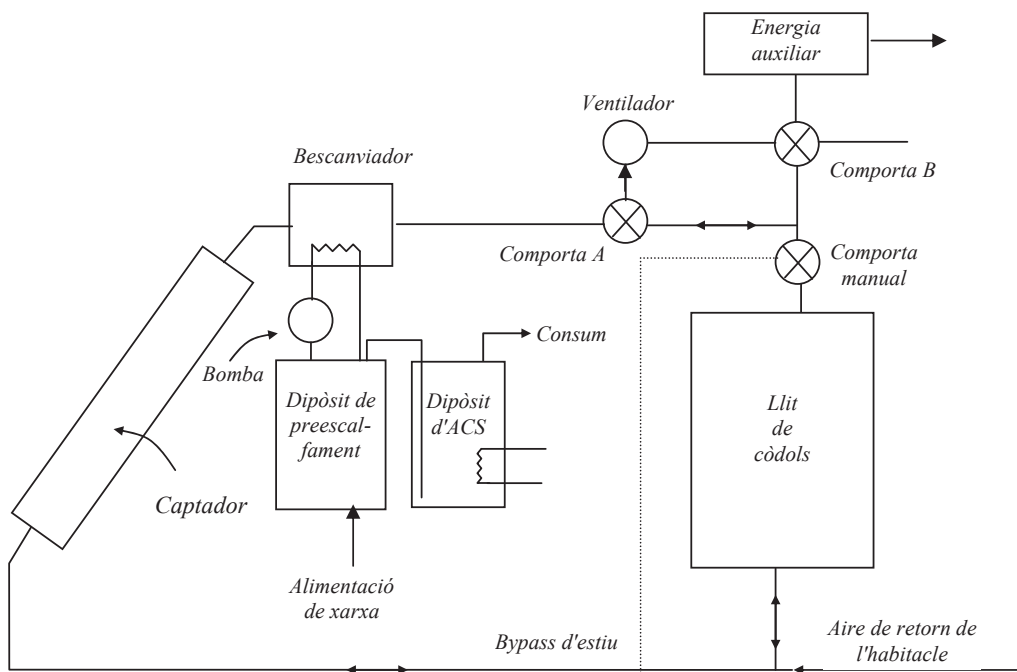 Energia
auxiliar
Ventilador
Bescanviador
Comporta B
Comporta A
Comporta
manual
Consum
Bomba
Dipòsit de
preescal-
fament
Dipòsit
d'ACS
Llit
de
còdols
Captador
Alimentació
de xarxa
Bypass d'estiu
Aire de retorn de
l'habitacle